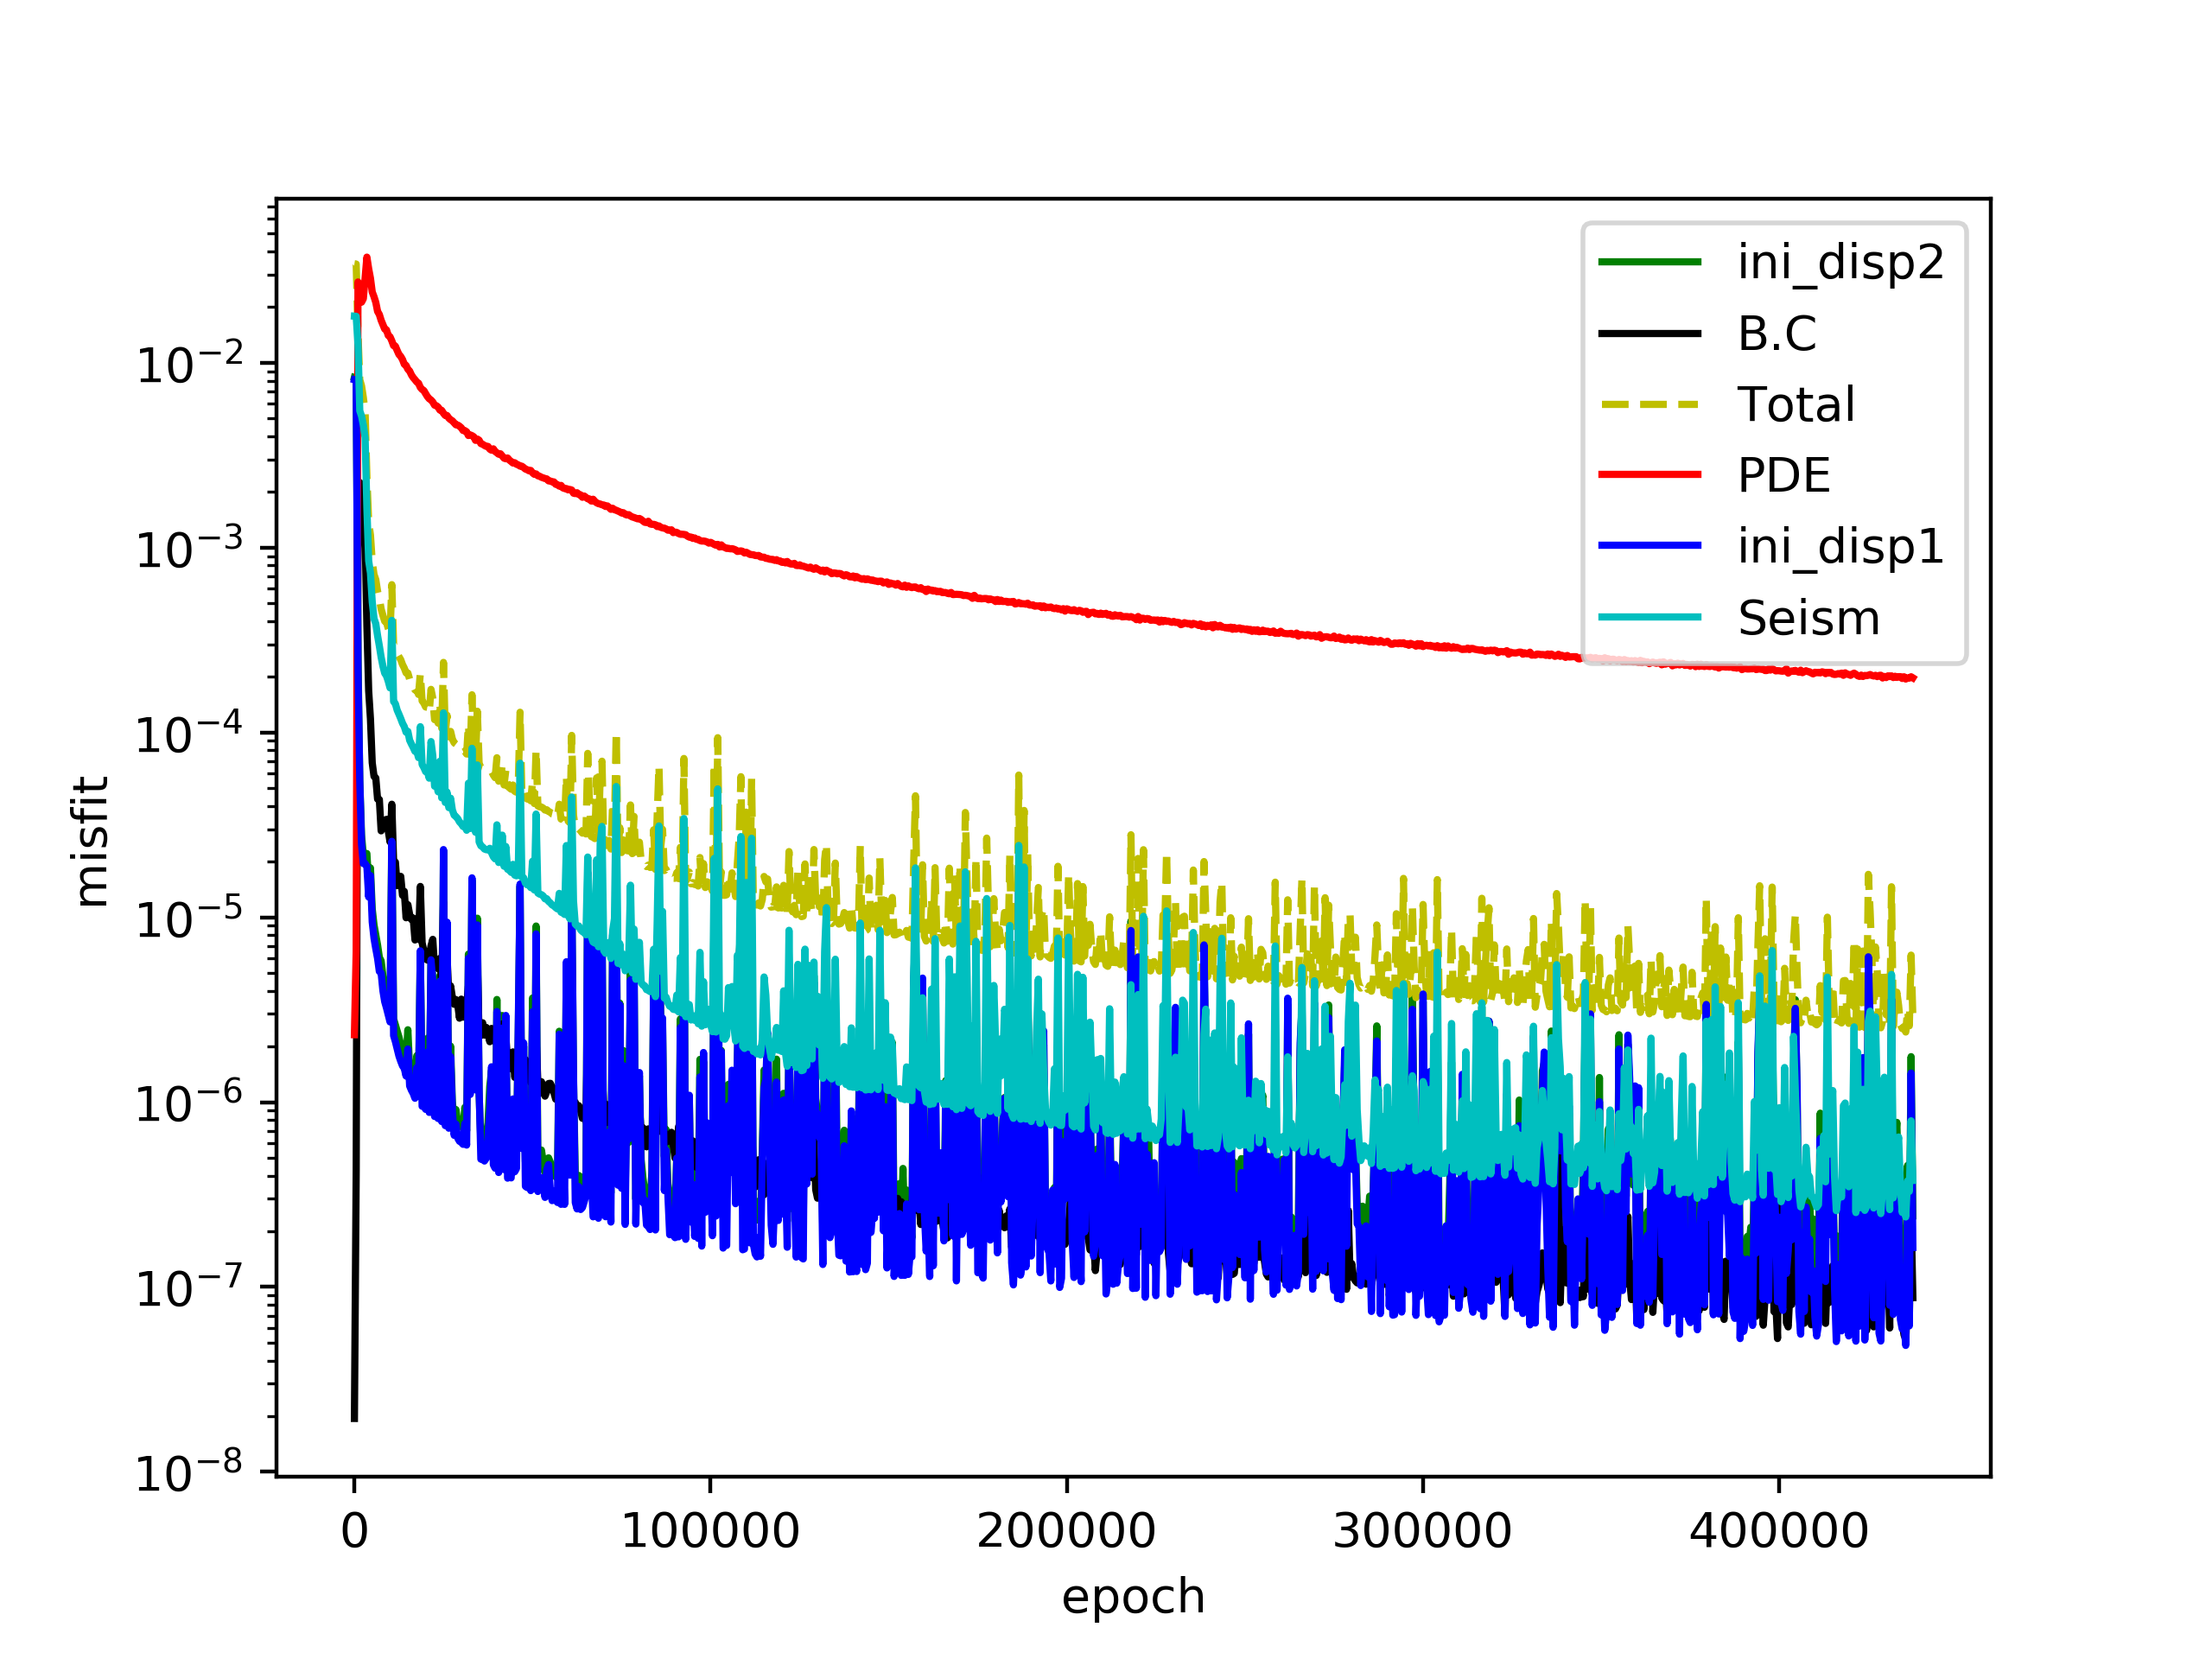 ini_disp2
B.C
Total
PDE
ini_disp1
Seism
10⁻²
10⁻³
10⁻⁴
10⁻⁵
10⁻⁶
10⁻⁷
10⁻⁸
misfit
0 100000 200000 300000 400000
epoch